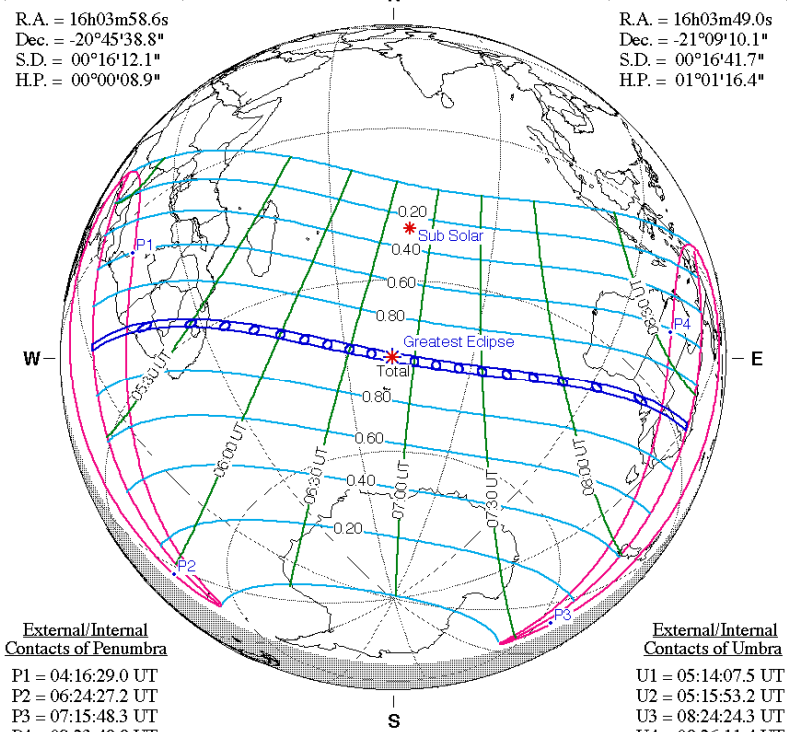 R.A. = 16h03m58.6s
Dec. = -20°45'38.8"
S.D. = 00°16'12.1"
H.P. = 00°00'08.9"
R.A. = 16h03m49.0s
Dec. = -21°09'10.1"
S.D. = 00°16'41.7"
H.P. = 01°01'16.4"
0.20
Sub Solar
0.40
P1
0.60
08:30 UT
0.80
P4
Greatest Eclipse
W
E
Total
05:30 UT
0.80
0.60
06:00 UT
06:30 UT
0.40
07:00 UT
07:30 UT
08:00 UT
0.20
P2
P3
External/Internal
Contacts of Penumbra
P1 = 04:16:29.0 UT
P2 = 06:24:27.2 UT
P3 = 07:15:48.3 UT
External/Internal
Contacts of Umbra
U1 = 05:14:07.5 UT
U2 = 05:15:53.2 UT
U3 = 08:24:24.3 UT
S